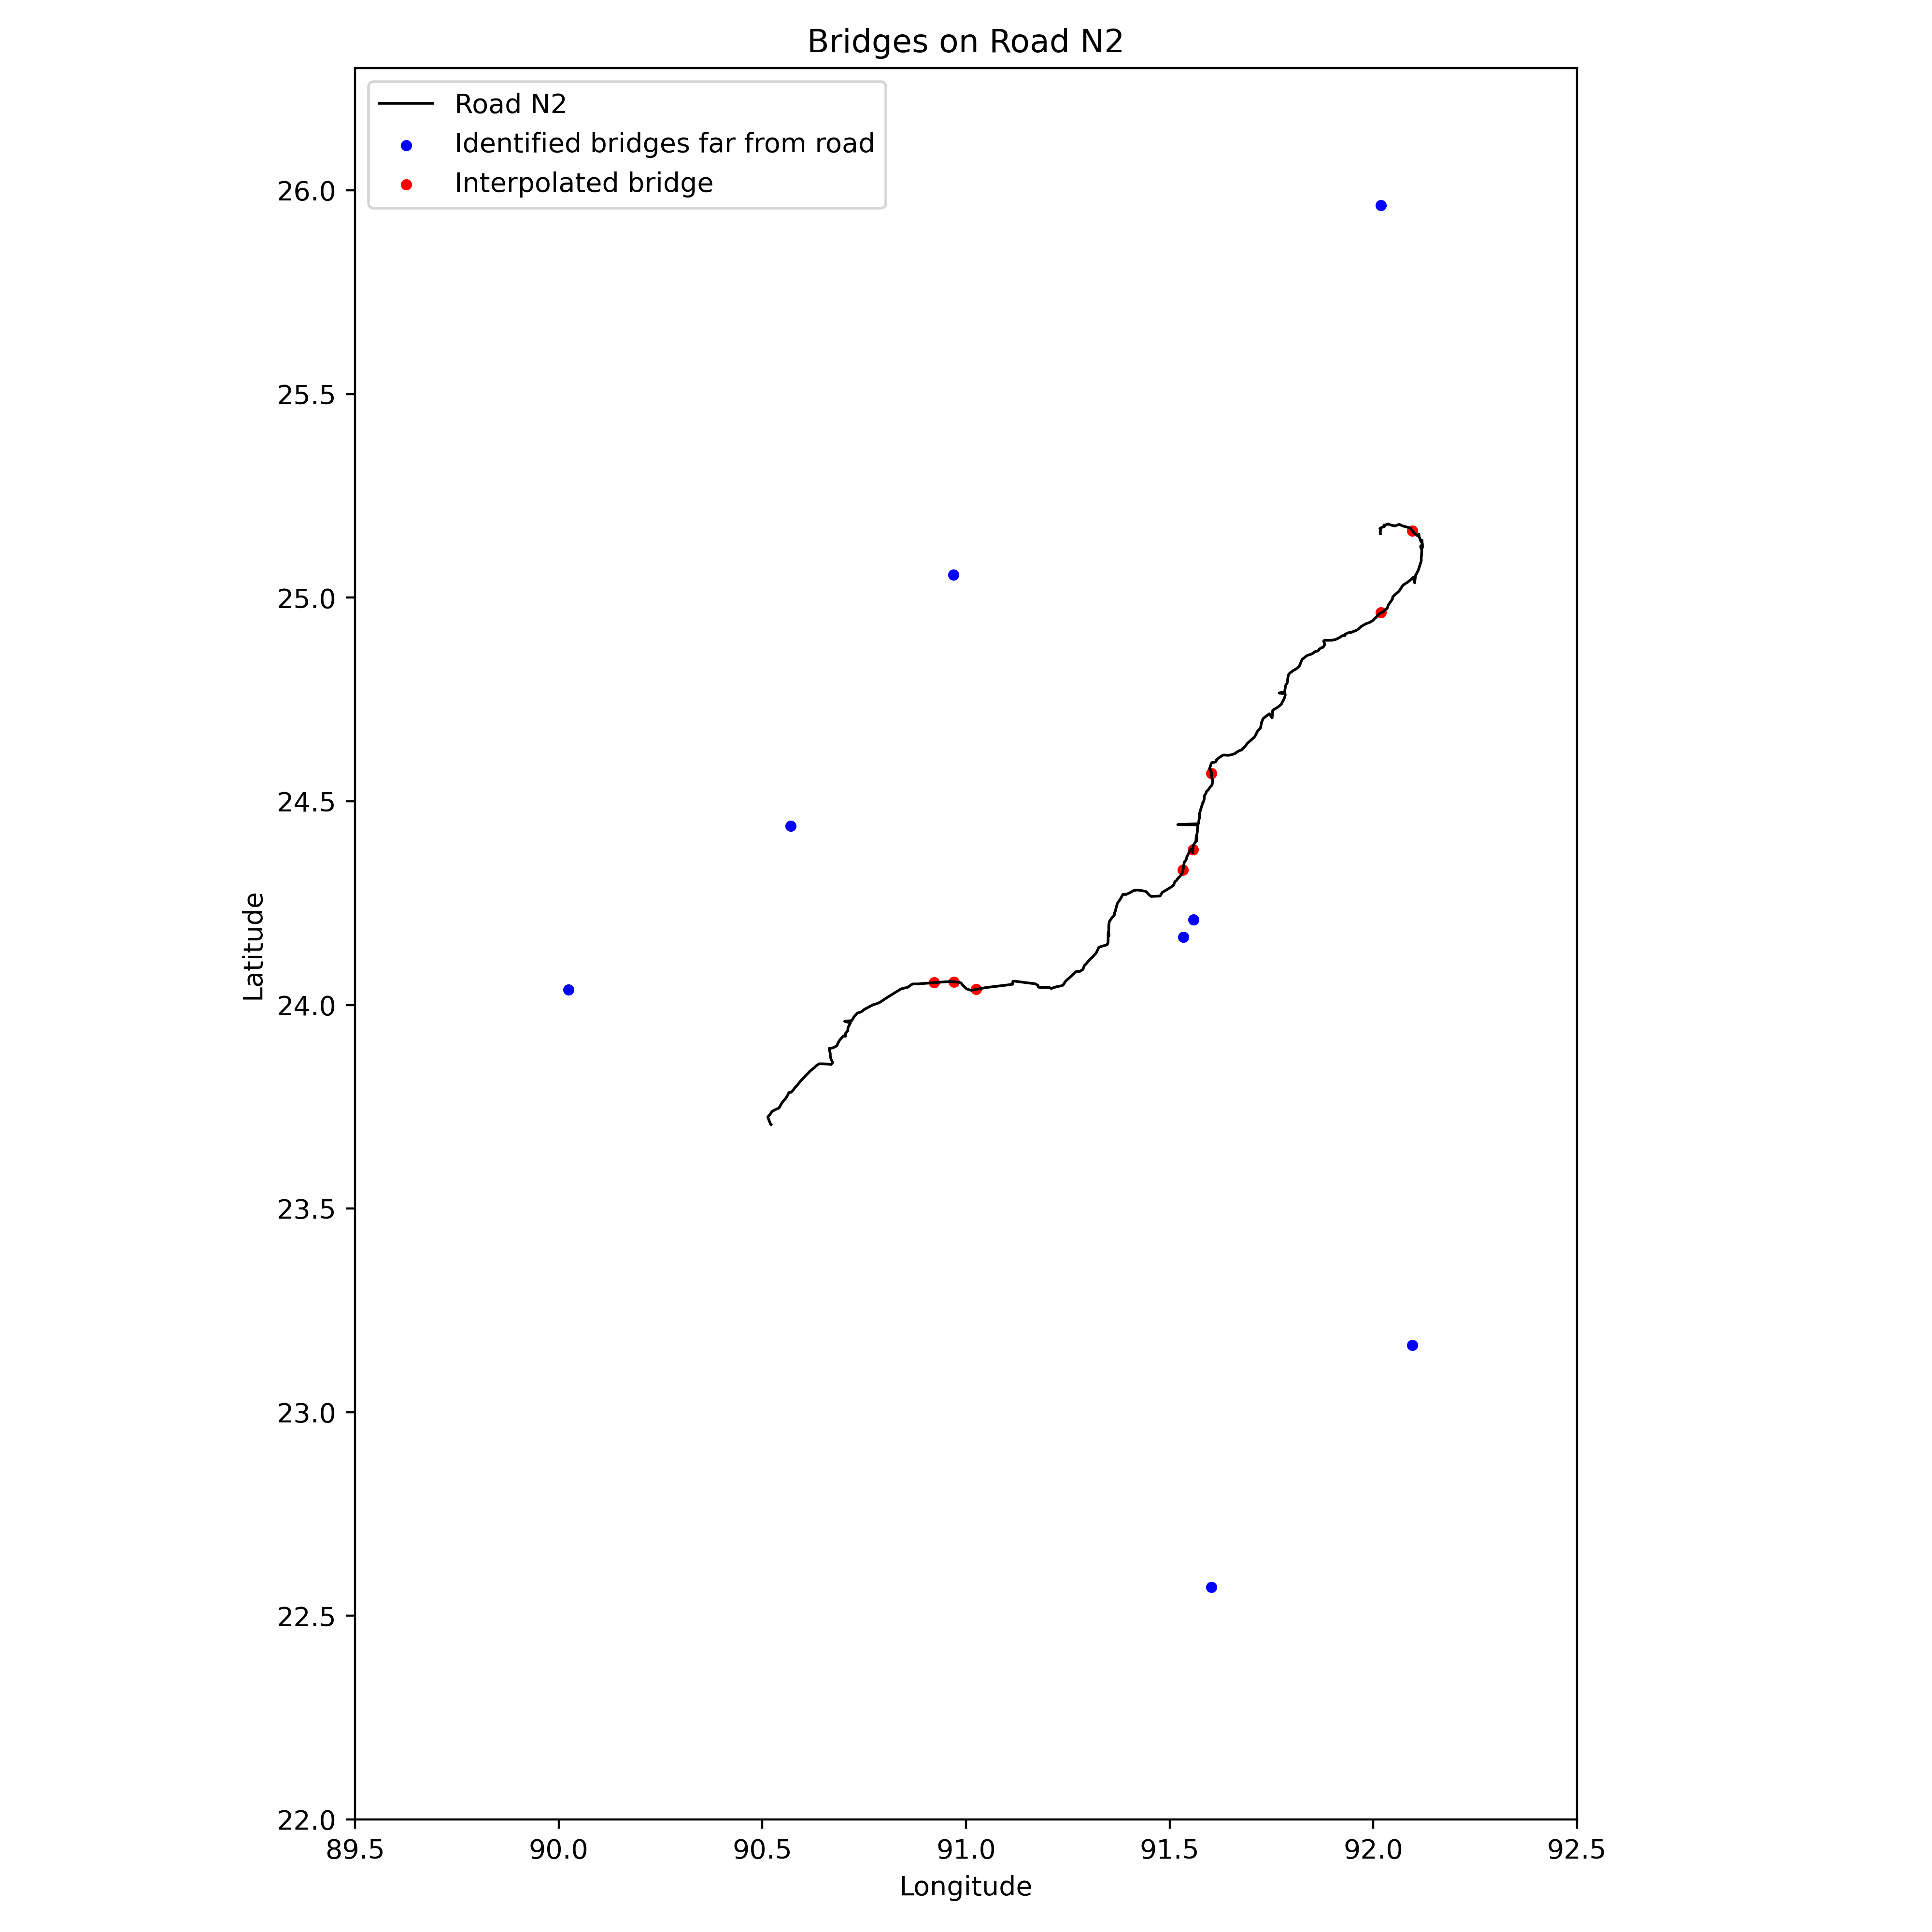 Bridges on Road N2
Road N2
Identified bridges far from road
Interpolated bridge
26.0
25.5
25.0
24.5
24.0
23.5
23.0
22.5
22.0
Latitude
89.5 90.0 90.5 91.0 91.5 92.0 92.5
Longitude